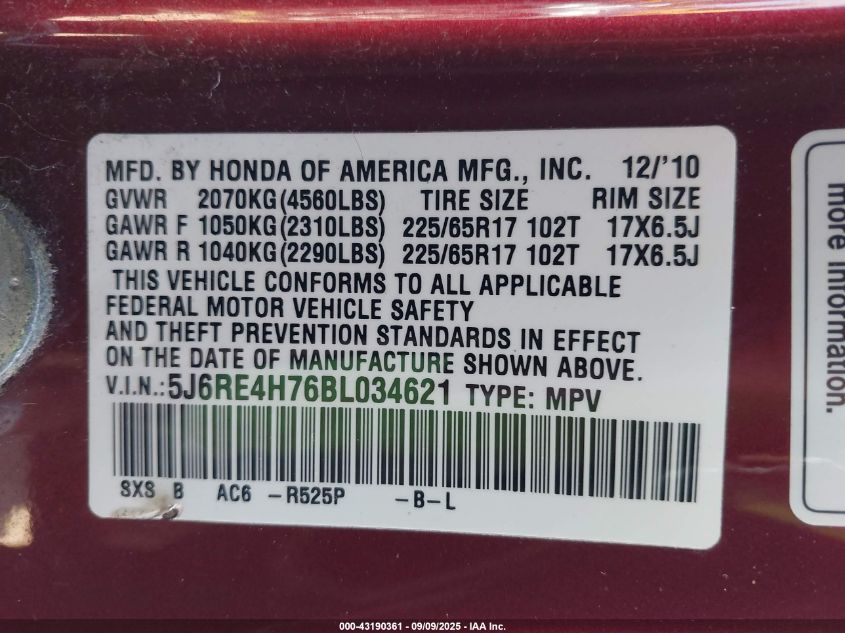 MFD. BY HONDA OF AMERICA MFG., INC. 12/'10
GVWR 2070KG(4560LBS) TIRE SIZE RIM SIZE
GAWR F 1050KG(2310LBS) 225/65R17 102T 17X6.5J
GAWR R 1040KG(2290LBS) 225/65R17 102T 17X6.5J
THIS VEHICLE CONFORMS TO ALL APPLICABLE
FEDERAL MOTOR VEHICLE SAFETY
AND THEFT PREVENTION STANDARDS IN EFFECT
ON THE DATE OF MANUFACTURE SHOWN ABOVE.
V.I.N.:5J6RE4H76BL034621 TYPE: MPV
SXS B AC6 -R525P -B-L
more information.
000-43190361 - 09/09/2025 - IAA Inc.